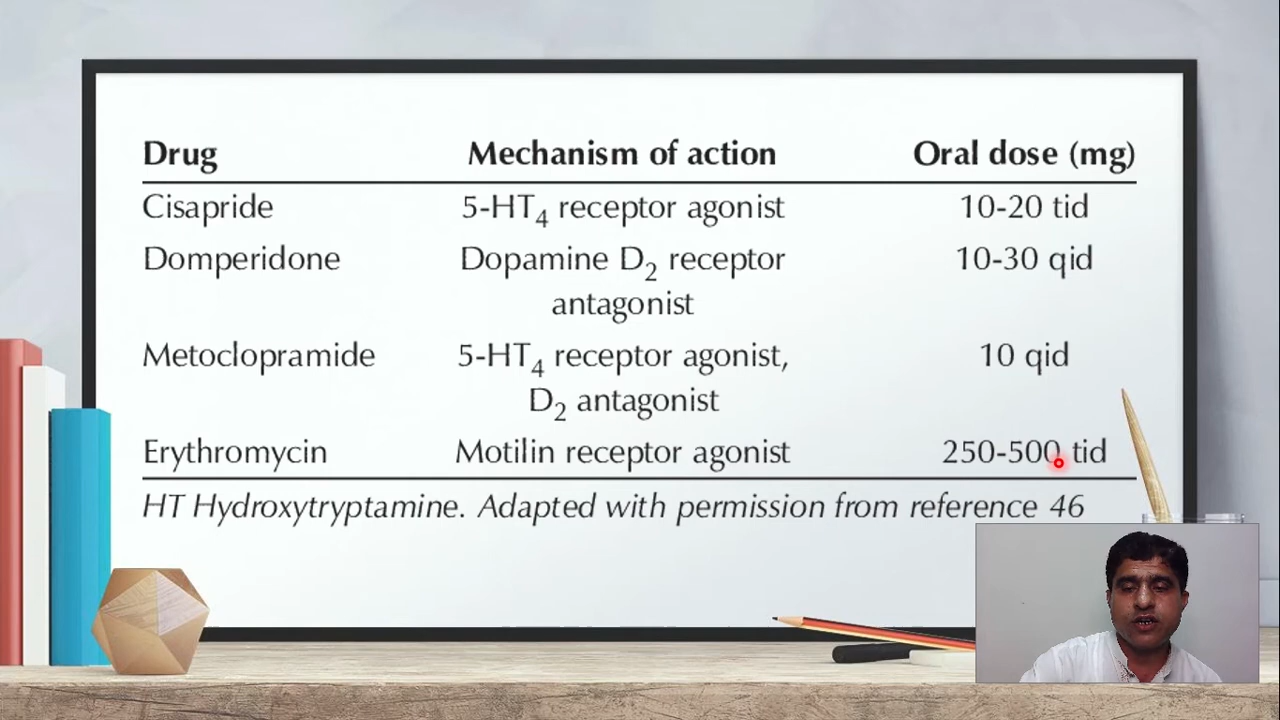 Drug Mechanism of action Oral dose (mg)
Cisapride 5-HT4 receptor agonist 10-20 tid
Domperidone Dopamine D2 receptor 10-30 qid
antagonist
Metoclopramide 5-HT4 receptor agonist, 10 qid
D2 antagonist
Erythromycin Motilin receptor agonist 250-500 tid
HT Hydroxytryptamine. Adapted with permission from reference 46